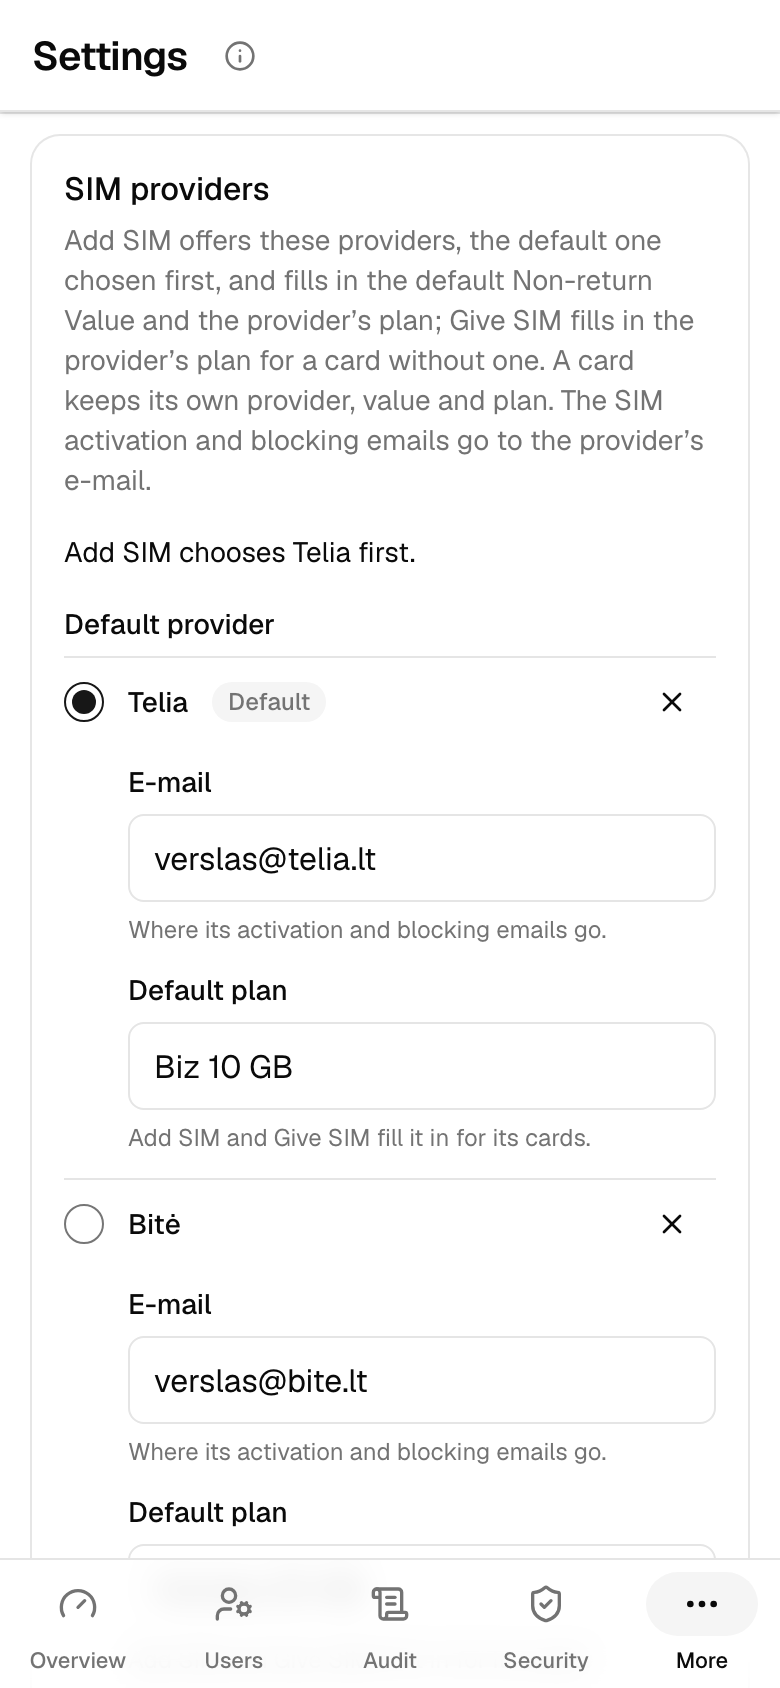 Settings
SIM providers
Add SIM offers these providers, the default one
chosen first, and fills in the default Non-return
Value and the provider’s plan; Give SIM fills in the
provider’s plan for a card without one. A card
keeps its own provider, value and plan. The SIM
activation and blocking emails go to the provider’s
e-mail.
Add SIM chooses Telia first.
Default provider
Telia Default
E-mail
verslas@telia.lt
Where its activation and blocking emails go.
Default plan
Biz 10 GB
Add SIM and Give SIM fill it in for its cards.
Bitė
E-mail
verslas@bite.lt
Where its activation and blocking emails go.
Default plan
Overview Users Audit Security More